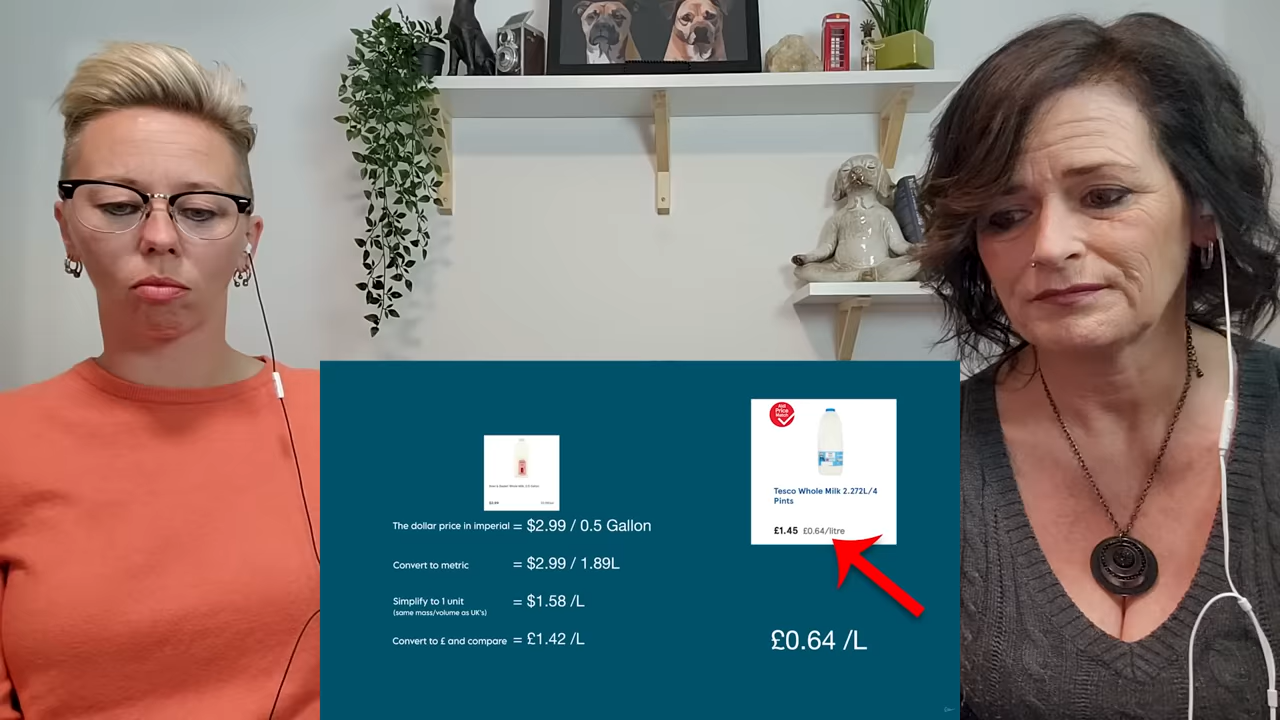 Price
Match
Tesco Whole Milk 2.272L/4
Pints
£1.45 £0.64/litre
The dollar price in imperial = $2.99 / 0.5 Gallon
Convert to metric = $2.99 / 1.89L
Simplify to 1 unit = $1.58 /L
(same mass/volume as UK's)
Convert to £ and compare = £1.42 /L
£0.64 /L